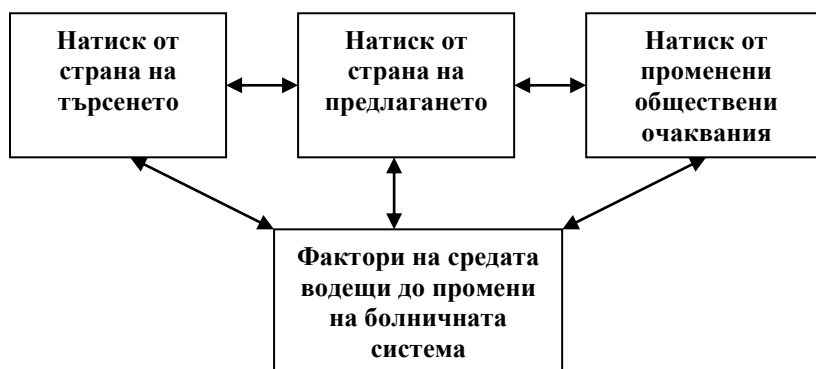 Натиск от
страна на
търсенето
Натиск от
страна на
предлагането
Натиск от
променени
обществени
очаквания
Фактори на средата
водещи до промени
на болничната
система